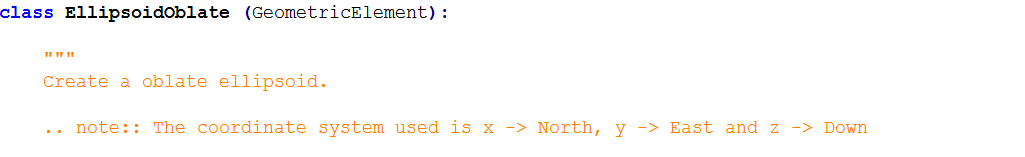 class EllipsoidOblate (GeometricElement):
"""
Create a oblate ellipsoid.
.. note:: The coordinate system used is x -> North, y -> East and z -> Down